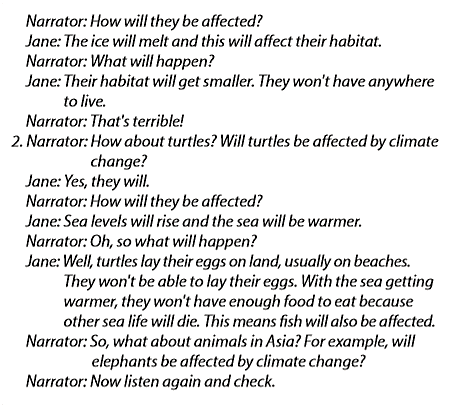 Narrator: How will they be affected?
Jane: The ice will melt and this will affect their habitat.
Narrator: What will happen?
Jane: Their habitat will get smaller. They won't have anywhere
to live.
Narrator: That's terrible!
2. Narrator: How about turtles? Will turtles be affected by climate
change?
Jane: Yes, they will.
Narrator: How will they be affected?
Jane: Sea levels will rise and the sea will be warmer.
Narrator: Oh, so what will happen?
Jane: Well, turtles lay their eggs on land, usually on beaches.
They won't be able to lay their eggs. With the sea getting
warmer, they won't have enough food to eat because
other sea life will die. This means fish will also be affected.
Narrator: So, what about animals in Asia? For example, will
elephants be affected by climate change?
Narrator: Now listen again and check.